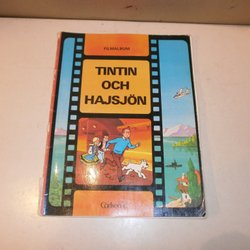 FILMALBUM
TINTIN
OCH
HAJSJÖN
Carlsen